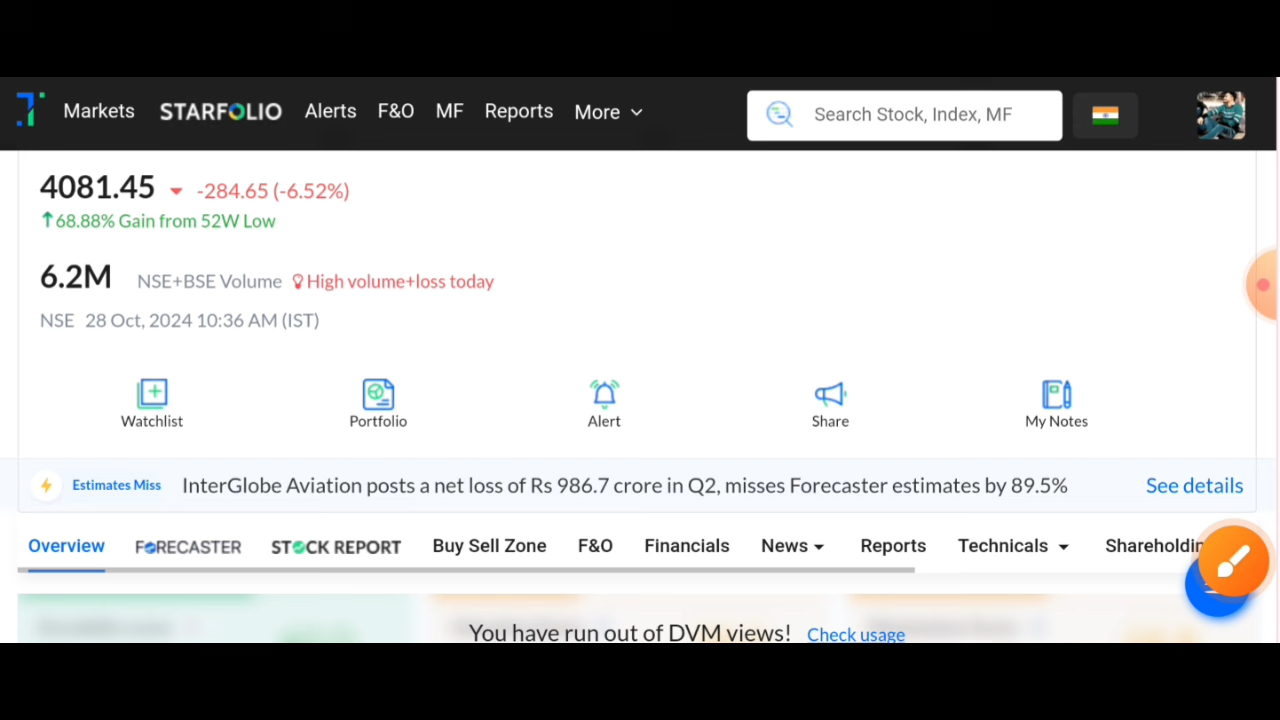 Markets STARFOLIO Alerts F&O MF Reports More Search Stock, Index, MF
4081.45 -284.65 (-6.52%)
68.88% Gain from 52W Low
6.2M NSE+BSE Volume High volume+loss today
NSE 28 Oct, 2024 10:36 AM (IST)
Watchlist Portfolio Alert Share My Notes
Estimates Miss InterGlobe Aviation posts a net loss of Rs 986.7 crore in Q2, misses Forecaster estimates by 89.5% See details
Overview FORECASTER STOCK REPORT Buy Sell Zone F&O Financials News Reports Technicals Shareholdin
You have run out of DVM views! Check usage